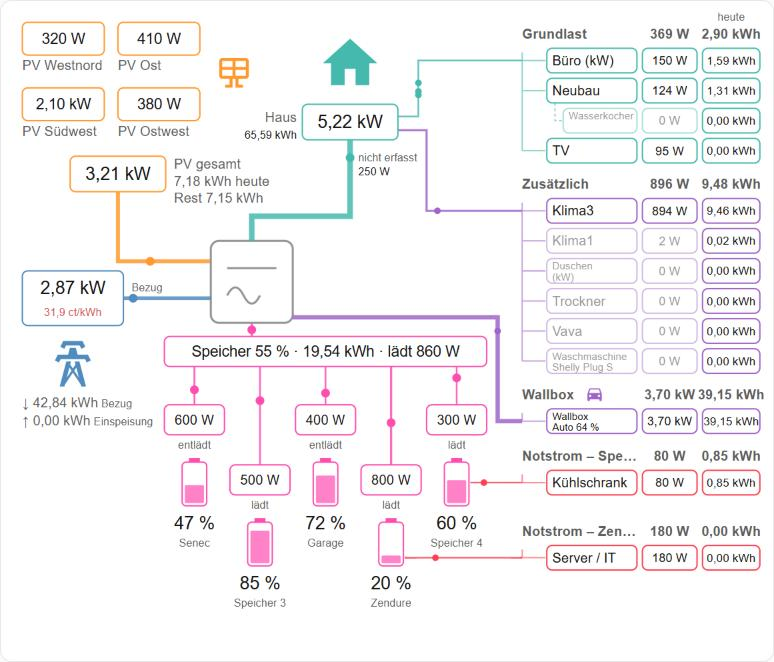 320 W
PV Westnord
410 W
PV Ost
2,10 kW
PV Südwest
380 W
PV Ostwest
3,21 kW
PV gesamt
7,18 kWh heute
Rest 7,15 kWh
Haus
65,59 kWh
5,22 kW
nicht erfasst
250 W
2,87 kW
31,9 ct/kWh
Bezug
↓ 42,84 kWh Bezug
↑ 0,00 kWh Einspeisung
Speicher 55 % · 19,54 kWh · lädt 860 W
600 W
entlädt
47 %
Senec
500 W
lädt
85 %
Speicher 3
400 W
entlädt
72 %
Garage
800 W
lädt
20 %
Zendure
300 W
lädt
60 %
Speicher 4
heute
Grundlast 369 W 2,90 kWh
Büro (kW) 150 W 1,59 kWh
Neubau 124 W 1,31 kWh
Wasserkocher 0 W 0,00 kWh
TV 95 W 0,00 kWh
Zusätzlich 896 W 9,48 kWh
Klima3 894 W 9,46 kWh
Klima1 2 W 0,02 kWh
Duschen
(kW) 0 W 0,00 kWh
Trockner 0 W 0,00 kWh
Vava 0 W 0,00 kWh
Waschmaschine
Shelly Plug S 0 W 0,00 kWh
Wallbox 3,70 kW 39,15 kWh
Wallbox
Auto 64 % 3,70 kW 39,15 kWh
Notstrom – Spe... 80 W 0,85 kWh
Kühlschrank 80 W 0,85 kWh
Notstrom – Zen... 180 W 0,00 kWh
Server / IT 180 W 0,00 kWh